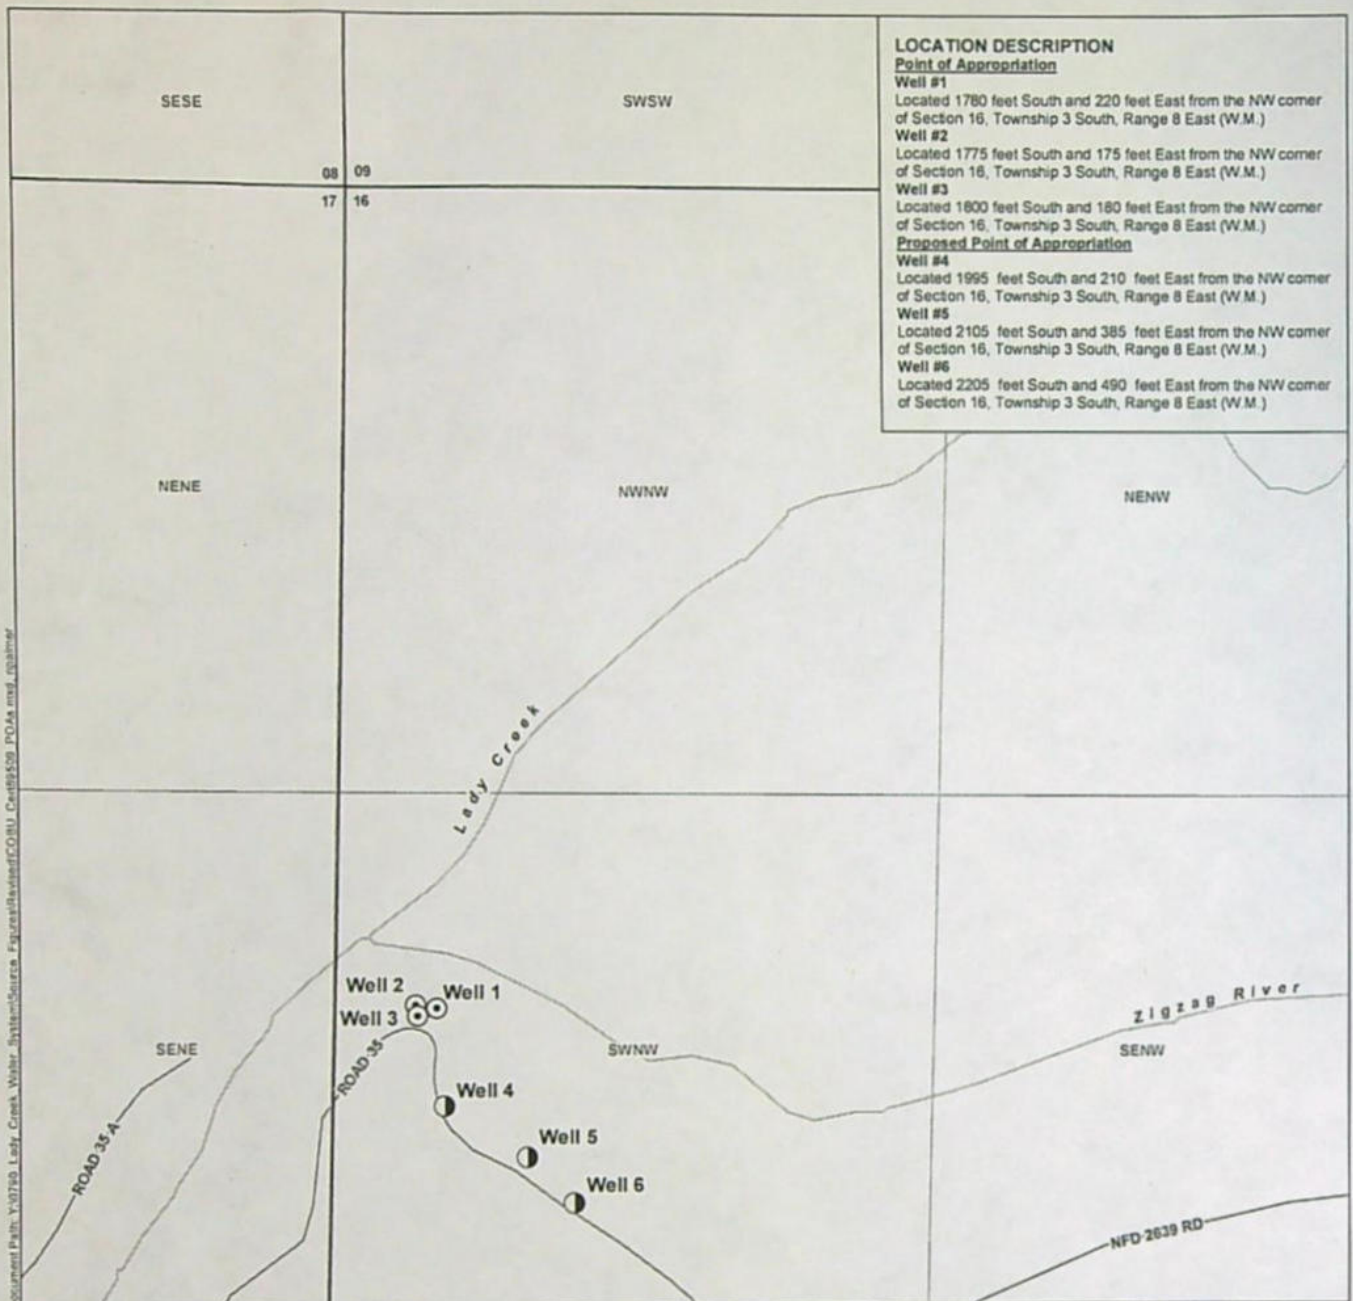 LOCATION DESCRIPTION
Point of Appropriation
Well #1
Located 1780 feet South and 220 feet East from the NW corner
of Section 16, Township 3 South, Range 8 East (W.M.)
Well #2
Located 1775 feet South and 175 feet East from the NW corner
of Section 16, Township 3 South, Range 8 East (W.M.)
Well #3
Located 1800 feet South and 180 feet East from the NW corner
of Section 16, Township 3 South, Range 8 East (W.M.)
Proposed Point of Appropriation
Well #4
Located 1995 feet South and 210 feet East from the NW corner
of Section 16, Township 3 South, Range 8 East (W.M.)
Well #5
Located 2105 feet South and 385 feet East from the NW corner
of Section 16, Township 3 South, Range 8 East (W.M.)
Well #6
Located 2205 feet South and 490 feet East from the NW corner
of Section 16, Township 3 South, Range 8 East (W.M.)
SESE
SWSW
08 09
17 16
NENE
NWNW
NENW
Lady Creek
Well 2
Well 1
Well 3
Zigzag River
SENE
ROAD 35
SWNW
SENW
Well 4
ROAD 35 A
Well 5
Well 6
NFD 2639 RD
Path: Lady Creek Water System\Source Figures\Revised\COBU